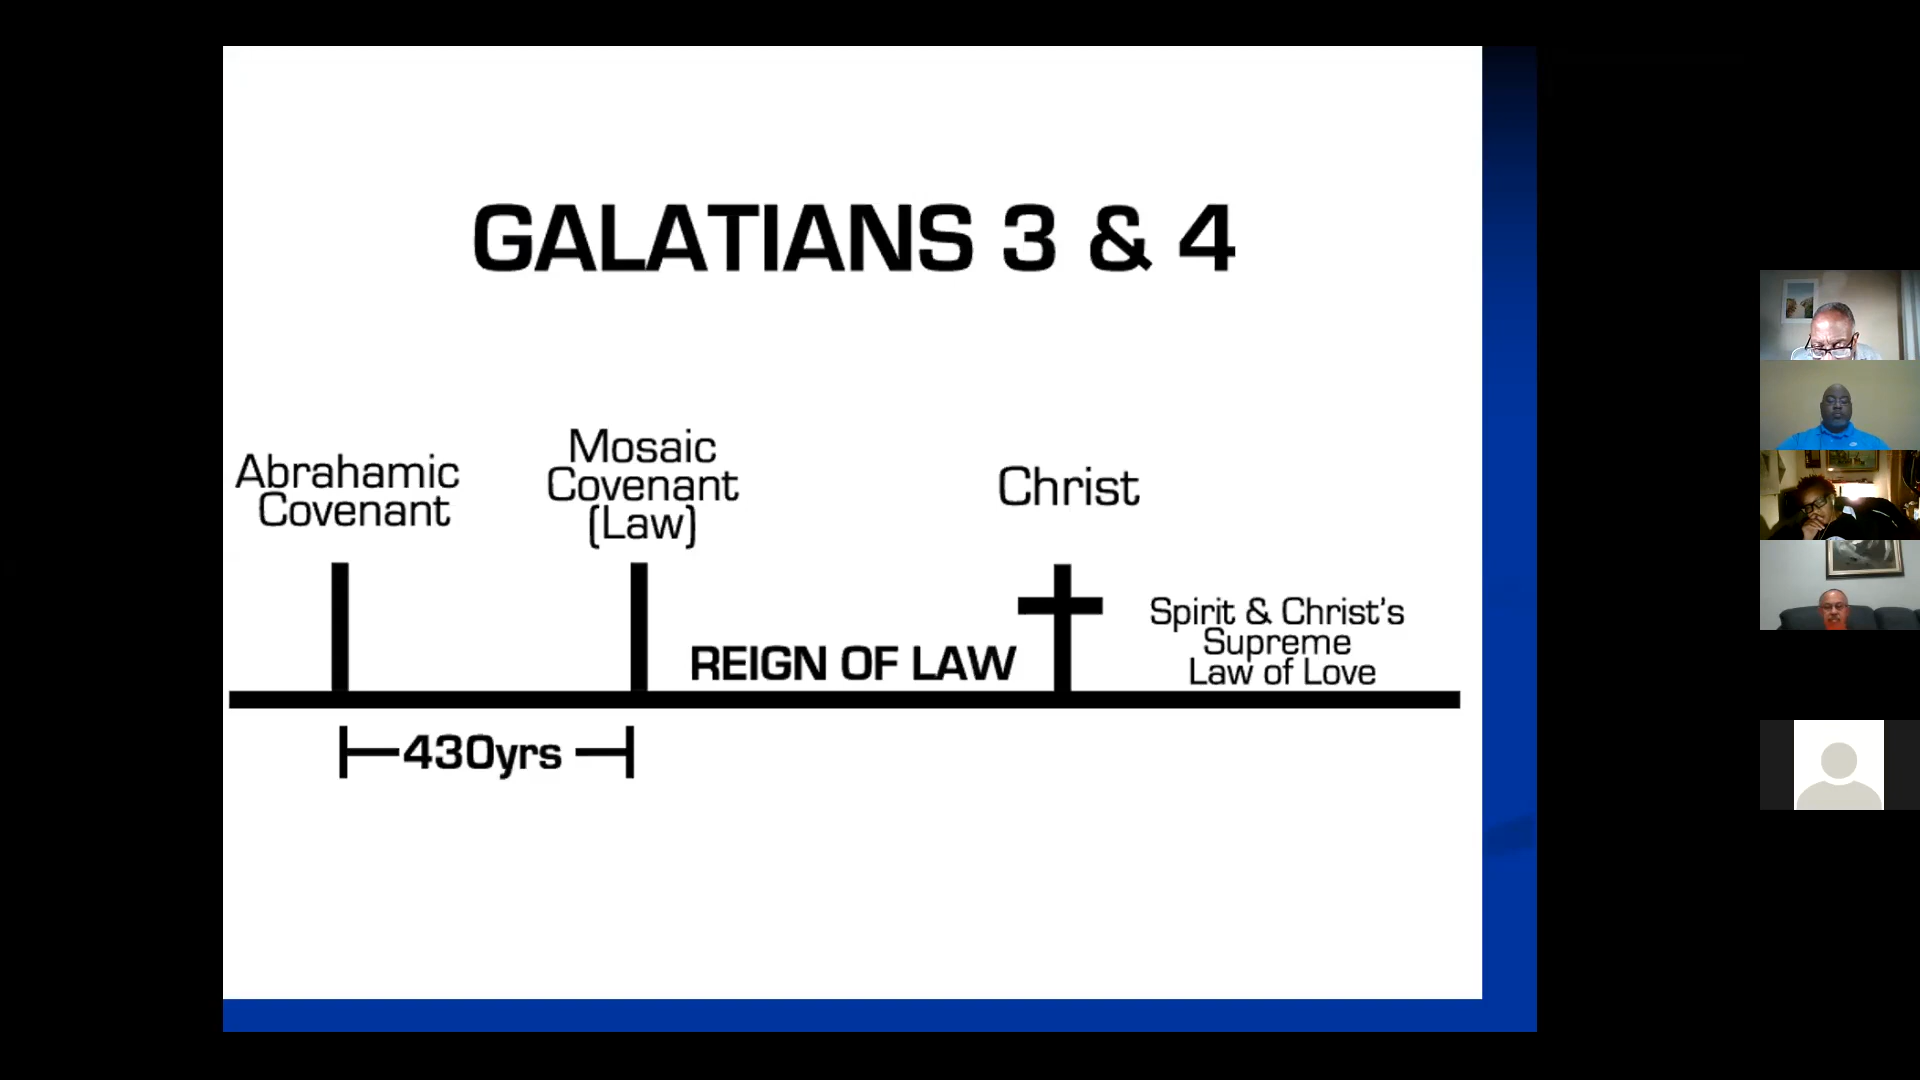 GALATIANS 3 & 4
Abrahamic
Covenant
Mosaic
Covenant
(Law)
Christ
REIGN OF LAW
Spirit & Christ's
Supreme
Law of Love
430yrs